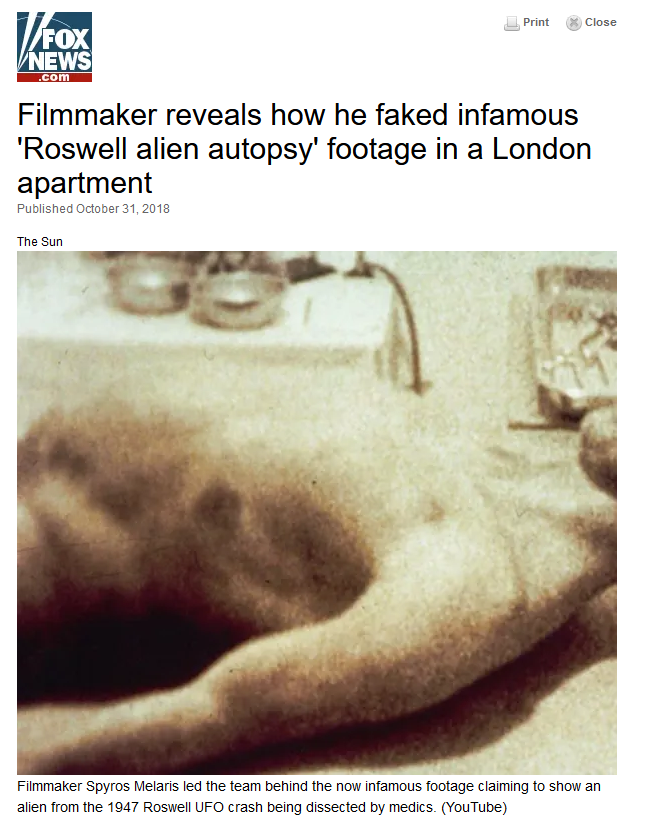 FOX
NEWS
.com
Print
Close
Filmmaker reveals how he faked infamous
'Roswell alien autopsy' footage in a London
apartment
Published October 31, 2018
The Sun
Filmmaker Spyros Melaris led the team behind the now infamous footage claiming to show an
alien from the 1947 Roswell UFO crash being dissected by medics. (YouTube)